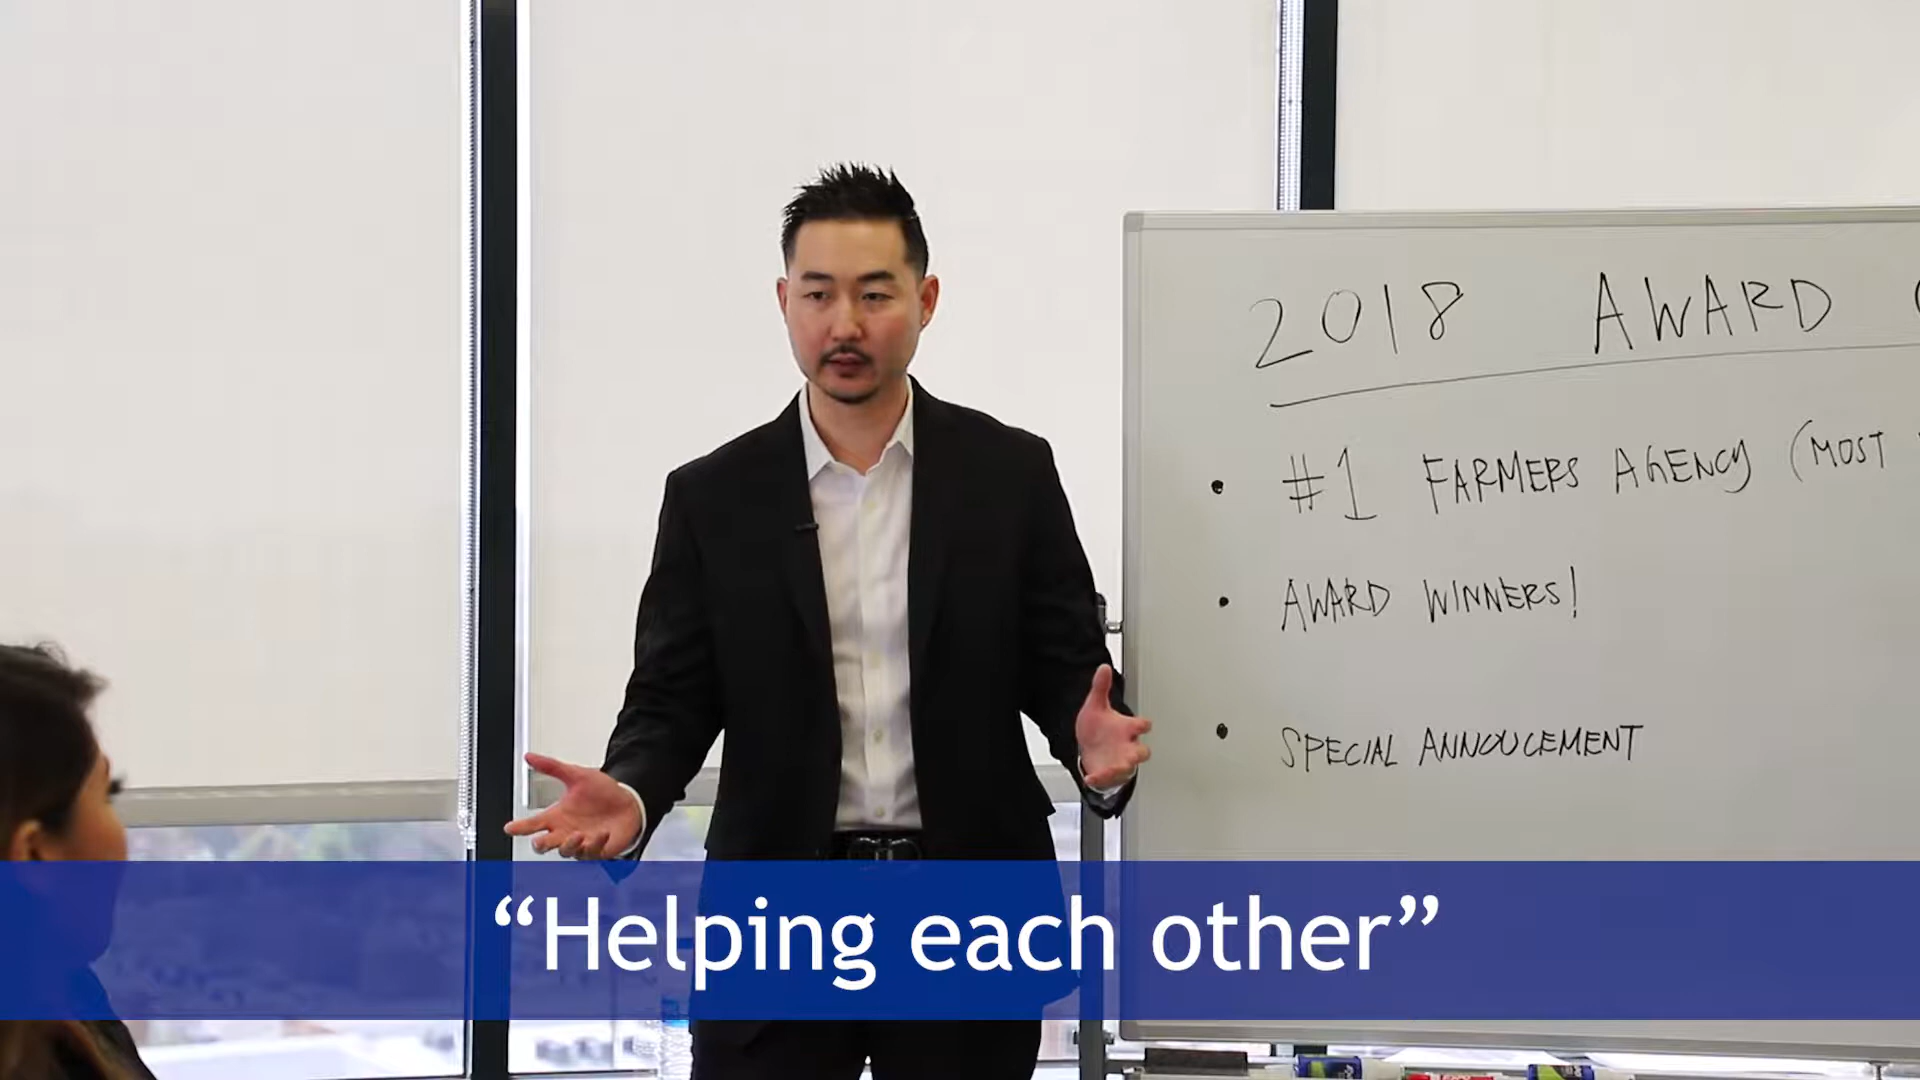 2018 AWARD
• #1 FARMERS AGENCY (MOST
• AWARD WINNERS!
• SPECIAL ANNOUCEMENT
“Helping each other”